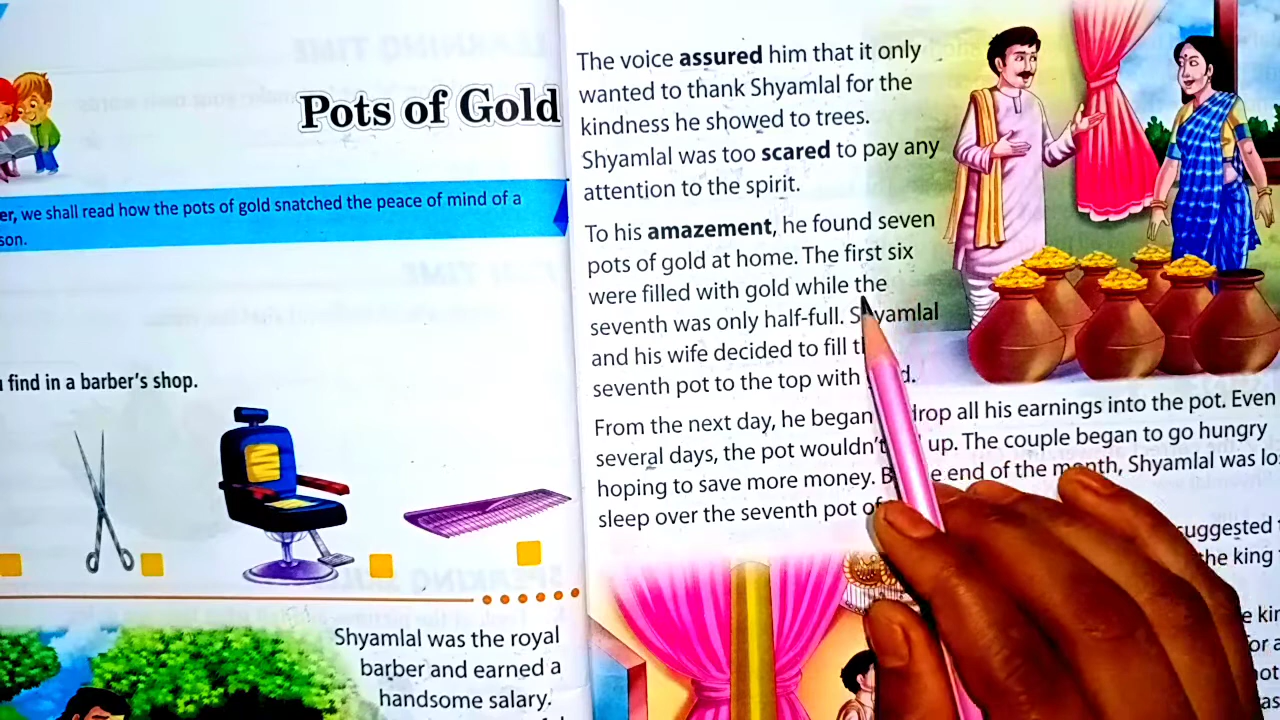 Pots of Gold
er, we shall read how the pots of gold snatched the peace of mind of a
son.
find in a barber's shop.
Shyamlal was the royal
barber and earned a
handsome salary.
The voice assured him that it only
wanted to thank Shyamlal for the
kindness he showed to trees.
Shyamlal was too scared to pay any
attention to the spirit.
To his amazement, he found seven
pots of gold at home. The first six
were filled with gold while the
seventh was only half-full. Shyamlal
and his wife decided to fill
seventh pot to the top with
From the next day, he began drop all his earnings into the pot. Even
several days, the pot wouldn't up. The couple began to go hungry
hoping to save more money. end of the month, Shyamlal was
sleep over the seventh pot of
suggested
the king